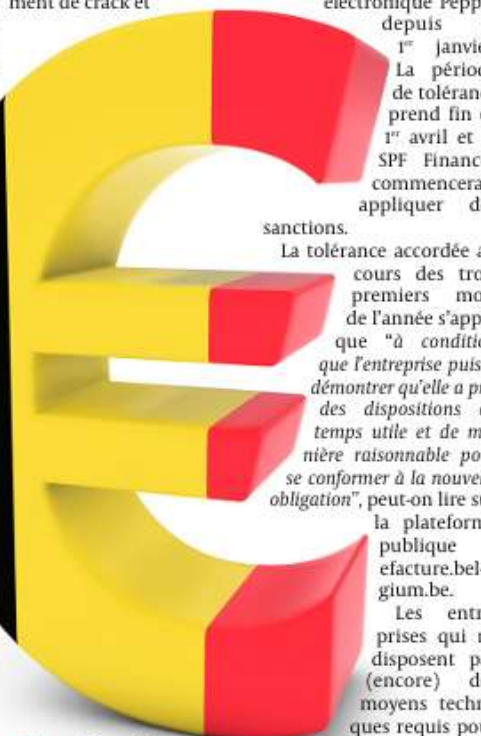 ment de crack et
électronique Pepp
depuis
1er janvie
La périod
de toléranc
prend fin
1er avril et
SPF Financ
commencera
appliquer d
sanctions.
La tolérance accordée a
cours des tro
premiers mo
de l'année s'app
que "à conditio
que l'entreprise puis
démontrer qu'elle a p
des dispositions
temps utile et de m
nière raisonnable po
se conformer à la nouve
obligation", peut-on lire s
la plateform
publique
efacture.bel-
gium.be.
Les entr
prises qui
disposent p
(encore) d
moyens techn
ques requis pou